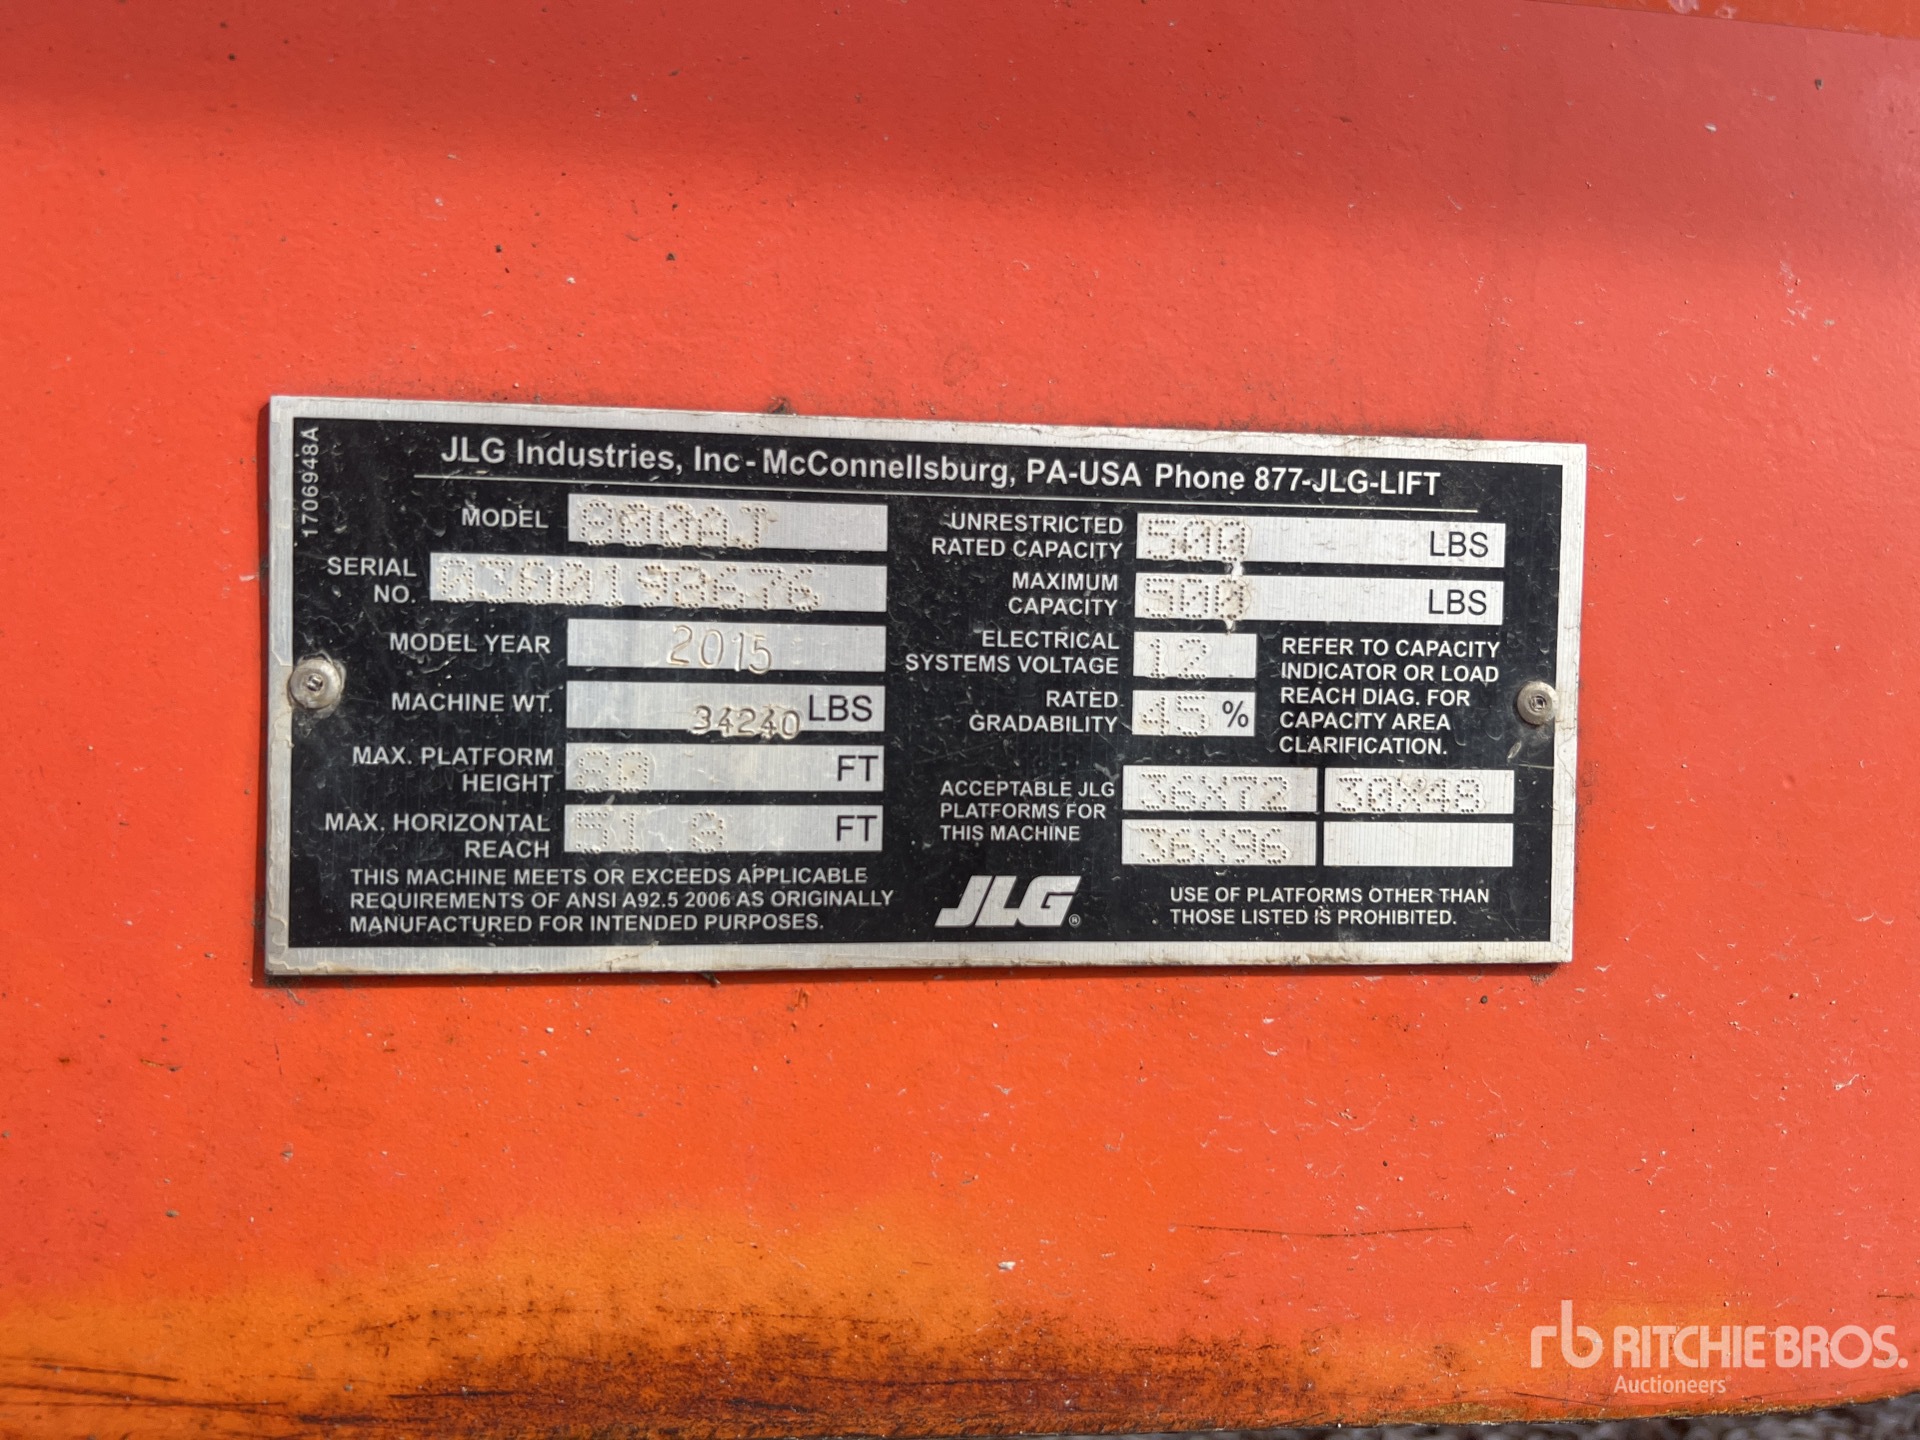 17069948A
JLG Industries, Inc - McConnellsburg, PA-USA Phone 877-JLG-LIFT
MODEL 800AJ
SERIAL NO. 0300198676
MODEL YEAR 2015
MACHINE WT. 34240 LBS
MAX. PLATFORM HEIGHT 80 FT
MAX. HORIZONTAL REACH 51.8 FT
THIS MACHINE MEETS OR EXCEEDS APPLICABLE
REQUIREMENTS OF ANSI A92.5 2006 AS ORIGINALLY
MANUFACTURED FOR INTENDED PURPOSES.
UNRESTRICTED
RATED CAPACITY 500 LBS
MAXIMUM
CAPACITY 500 LBS
ELECTRICAL
SYSTEMS VOLTAGE 12
RATED
GRADABILITY 45 %
REFER TO CAPACITY
INDICATOR OR LOAD
REACH DIAG. FOR
CAPACITY AREA
CLARIFICATION.
ACCEPTABLE JLG
PLATFORMS FOR
THIS MACHINE
36X72 30X48
36X96
JLG®
USE OF PLATFORMS OTHER THAN
THOSE LISTED IS PROHIBITED.
rb RITCHIE BROS.
Auctioneers